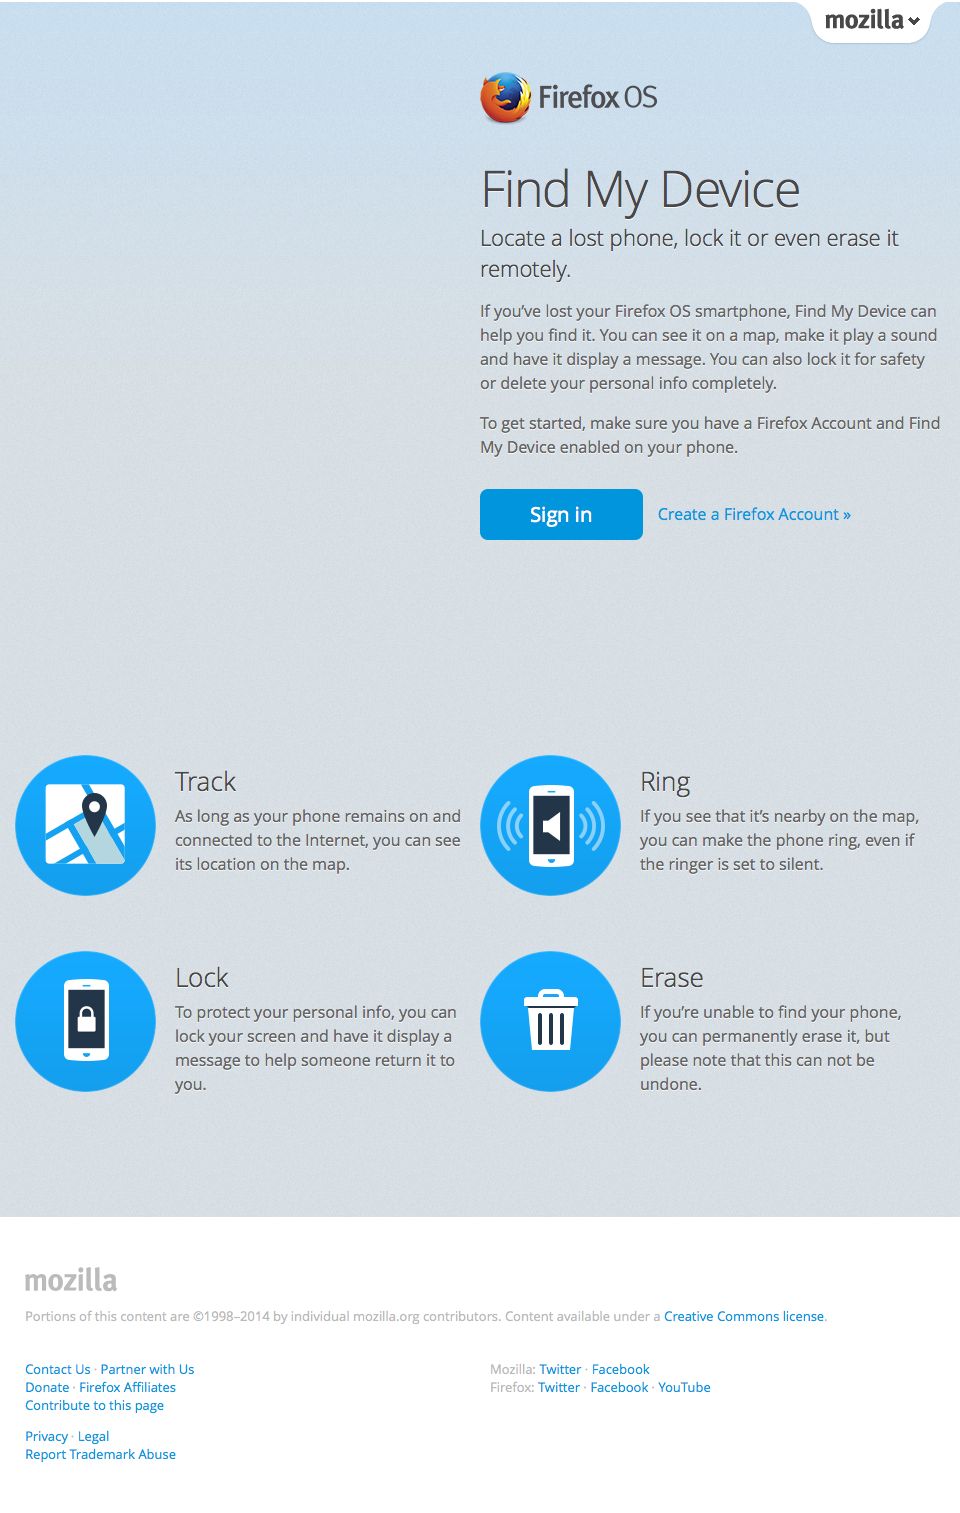 mozilla
Firefox OS
Find My Device
Locate a lost phone, lock it or even erase it
remotely.
If you’ve lost your Firefox OS smartphone, Find My Device can
help you find it. You can see it on a map, make it play a sound
and have it display a message. You can also lock it for safety
or delete your personal info completely.
To get started, make sure you have a Firefox Account and Find
My Device enabled on your phone.
Sign in
Create a Firefox Account »
Track
As long as your phone remains on and
connected to the Internet, you can see
its location on the map.
Ring
If you see that it’s nearby on the map,
you can make the phone ring, even if
the ringer is set to silent.
Lock
To protect your personal info, you can
lock your screen and have it display a
message to help someone return it to
you.
Erase
If you’re unable to find your phone,
you can permanently erase it, but
please note that this can not be
undone.
mozilla
Portions of this content are ©1998–2014 by individual mozilla.org contributors. Content available under a Creative Commons license.
Contact Us · Partner with Us
Donate · Firefox Affiliates
Contribute to this page
Privacy · Legal
Report Trademark Abuse
Mozilla: Twitter · Facebook
Firefox: Twitter · Facebook · YouTube